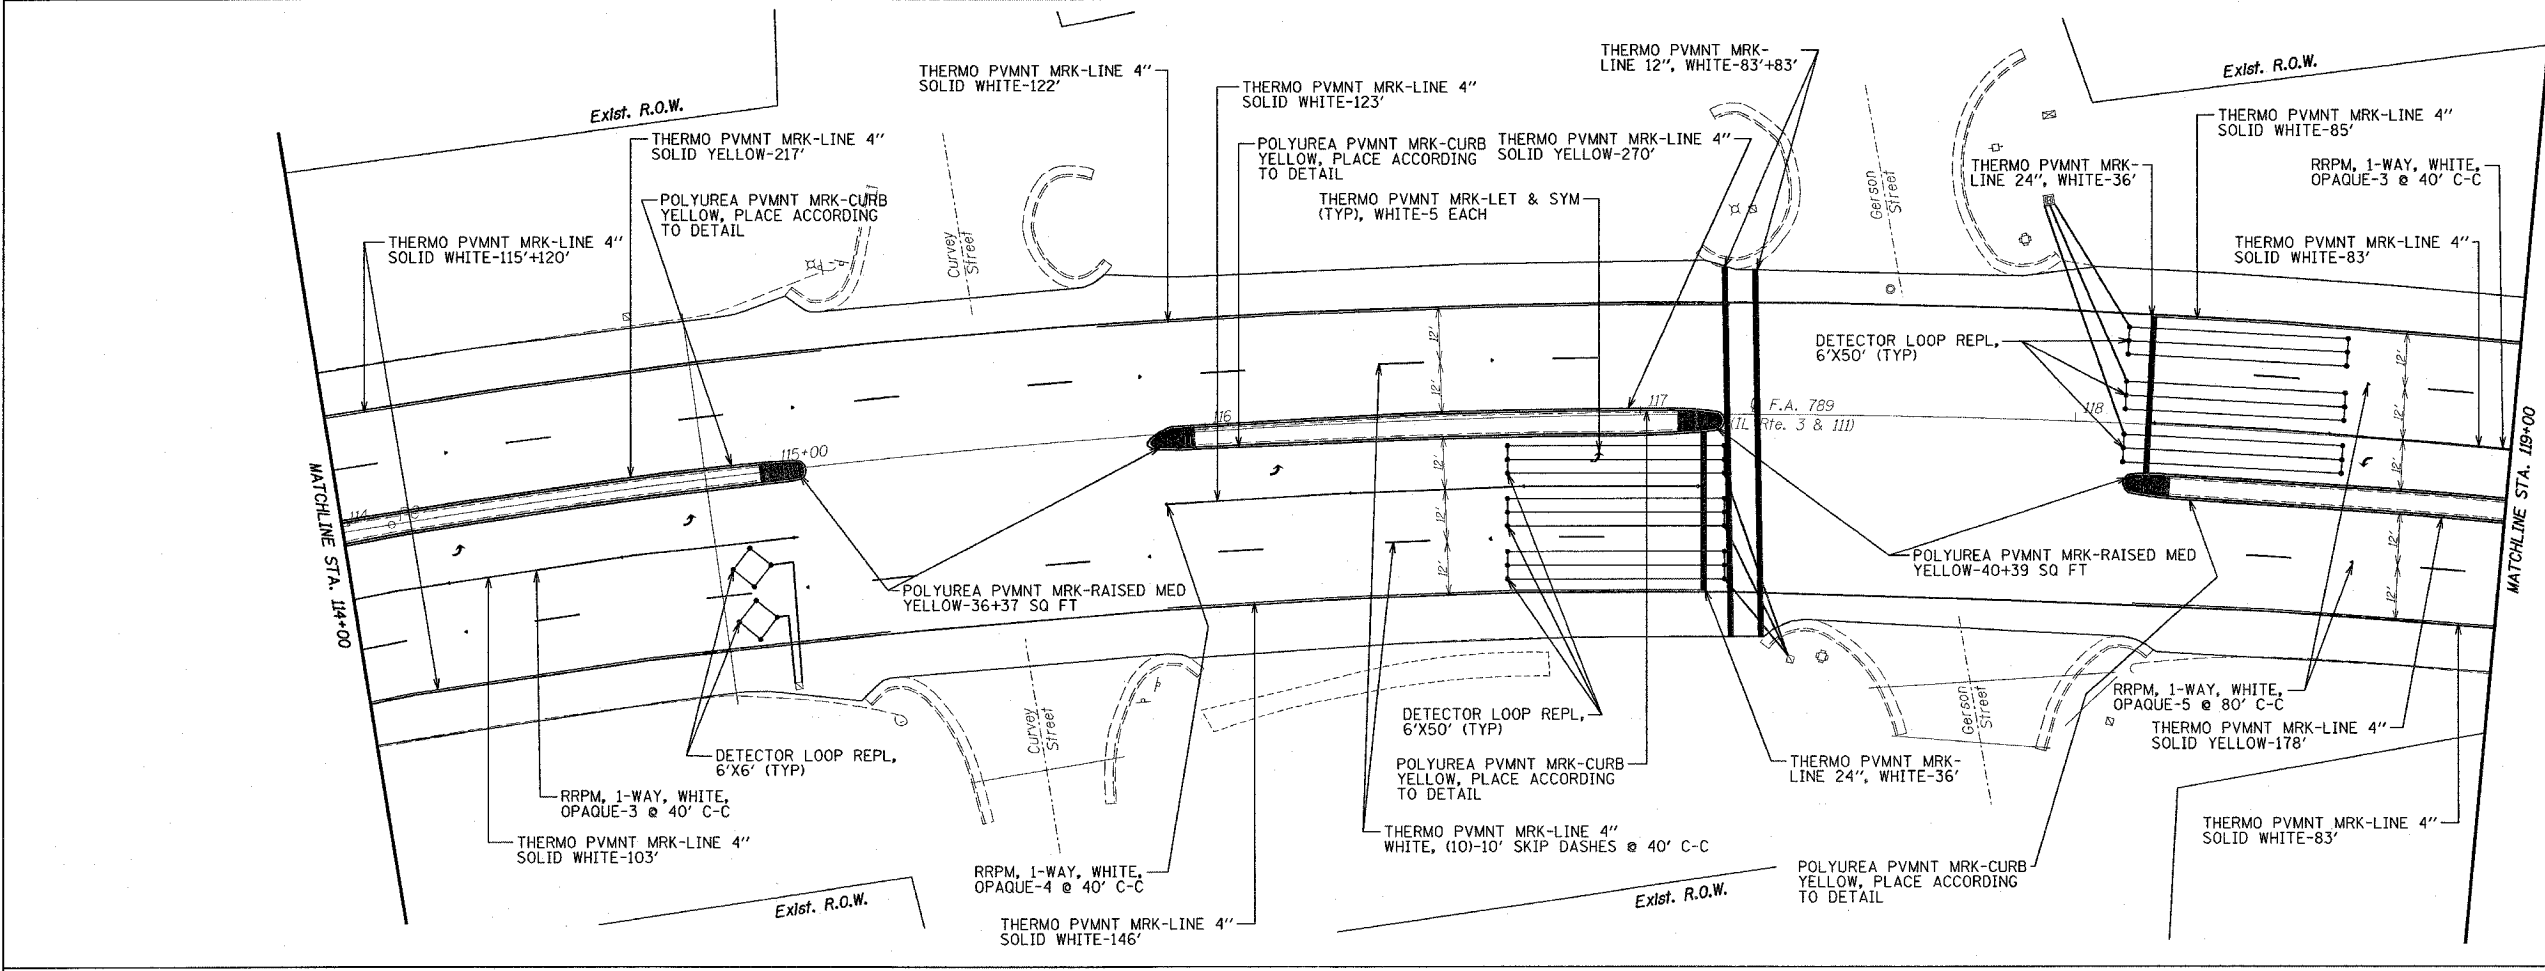 Exist. R.O.W.
THERMO PVMNT MRK-LINE 4"
SOLID WHITE-122'
THERMO PVMNT MRK-LINE 4"
SOLID WHITE-123'
THERMO PVMNT MRK-
LINE 12", WHITE-83'+83'
Exist. R.O.W.
THERMO PVMNT MRK-LINE 4"
SOLID YELLOW-217'
POLYUREA PVMNT MRK-CURB
YELLOW, PLACE ACCORDING
TO DETAIL
THERMO PVMNT MRK-LINE 4"
SOLID YELLOW-270'
THERMO PVMNT MRK-LINE 4"
SOLID WHITE-85'
THERMO PVMNT MRK-
LINE 24", WHITE-36'
RRPM, 1-WAY, WHITE,
OPAQUE-3 @ 40' C-C
POLYUREA PVMNT MRK-CURB
YELLOW, PLACE ACCORDING
TO DETAIL
THERMO PVMNT MRK-LET & SYM
(TYP), WHITE-5 EACH
Gerson
Street
THERMO PVMNT MRK-LINE 4"
SOLID WHITE-115'+120'
Curvey
Street
THERMO PVMNT MRK-LINE 4"
SOLID WHITE-83'
DETECTOR LOOP REPL,
6'X50' (TYP)
12'
12'
12'
12'
12'
12'
12'
12'
12'
12'
114
115+00
116
117
118
F.A. 789
(IL Rte. 3 & 111)
MATCHLINE STA. 114+00
MATCHLINE STA. 119+00
POLYUREA PVMNT MRK-RAISED MED
YELLOW-36+37 SQ FT
POLYUREA PVMNT MRK-RAISED MED
YELLOW-40+39 SQ FT
DETECTOR LOOP REPL,
6'X6' (TYP)
Curvey
Street
DETECTOR LOOP REPL,
6'X50' (TYP)
Gerson
Street
RRPM, 1-WAY, WHITE,
OPAQUE-5 @ 80' C-C
THERMO PVMNT MRK-LINE 4"
SOLID YELLOW-178'
POLYUREA PVMNT MRK-CURB
YELLOW, PLACE ACCORDING
TO DETAIL
THERMO PVMNT MRK-
LINE 24", WHITE-36'
RRPM, 1-WAY, WHITE,
OPAQUE-3 @ 40' C-C
THERMO PVMNT MRK-LINE 4"
SOLID WHITE-103'
THERMO PVMNT MRK-LINE 4"
WHITE, (10)-10' SKIP DASHES @ 40' C-C
THERMO PVMNT MRK-LINE 4"
SOLID WHITE-83'
RRPM, 1-WAY, WHITE,
OPAQUE-4 @ 40' C-C
POLYUREA PVMNT MRK-CURB
YELLOW, PLACE ACCORDING
TO DETAIL
Exist. R.O.W.
Exist. R.O.W.
THERMO PVMNT MRK-LINE 4"
SOLID WHITE-146'